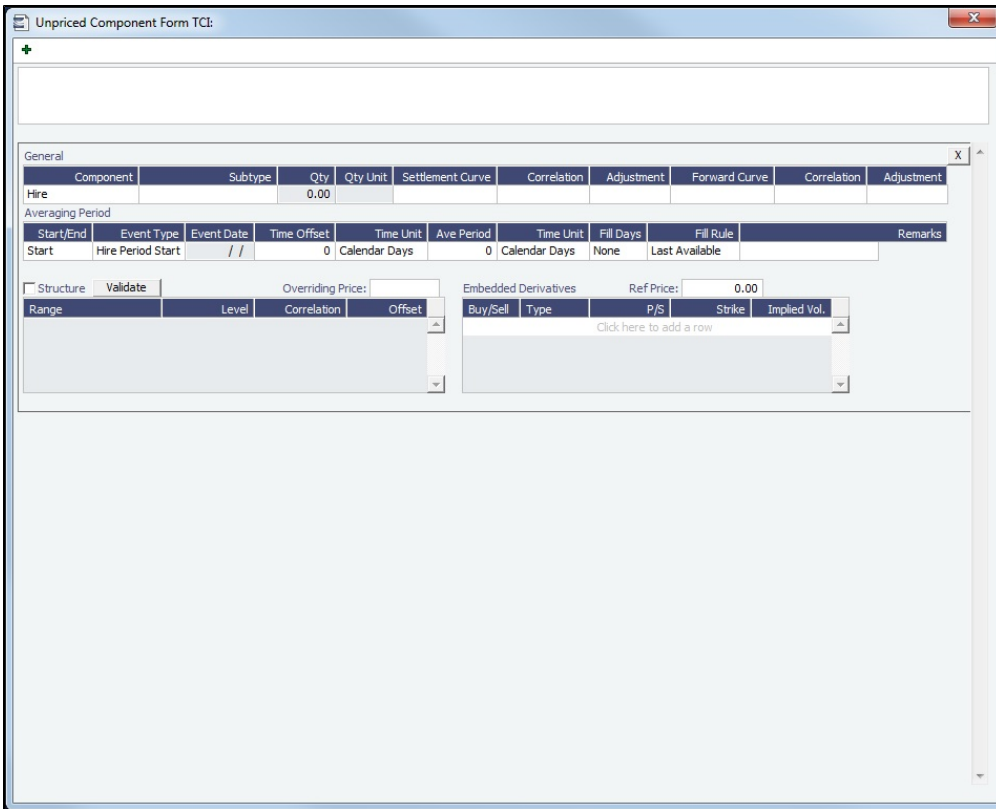 Unpriced Component Form TCI:
General X
Component Subtype Qty Qty Unit Settlement Curve Correlation Adjustment Forward Curve Correlation Adjustment
Hire 0.00
Averaging Period
Start/End Event Type Event Date Time Offset Time Unit Ave Period Time Unit Fill Days Fill Rule Remarks
Start Hire Period Start / / 0 Calendar Days 0 Calendar Days None Last Available
Structure Validate Overriding Price: Embedded Derivatives Ref Price: 0.00
Range Level Correlation Offset Buy/Sell Type P/S Strike Implied Vol.
Click here to add a row